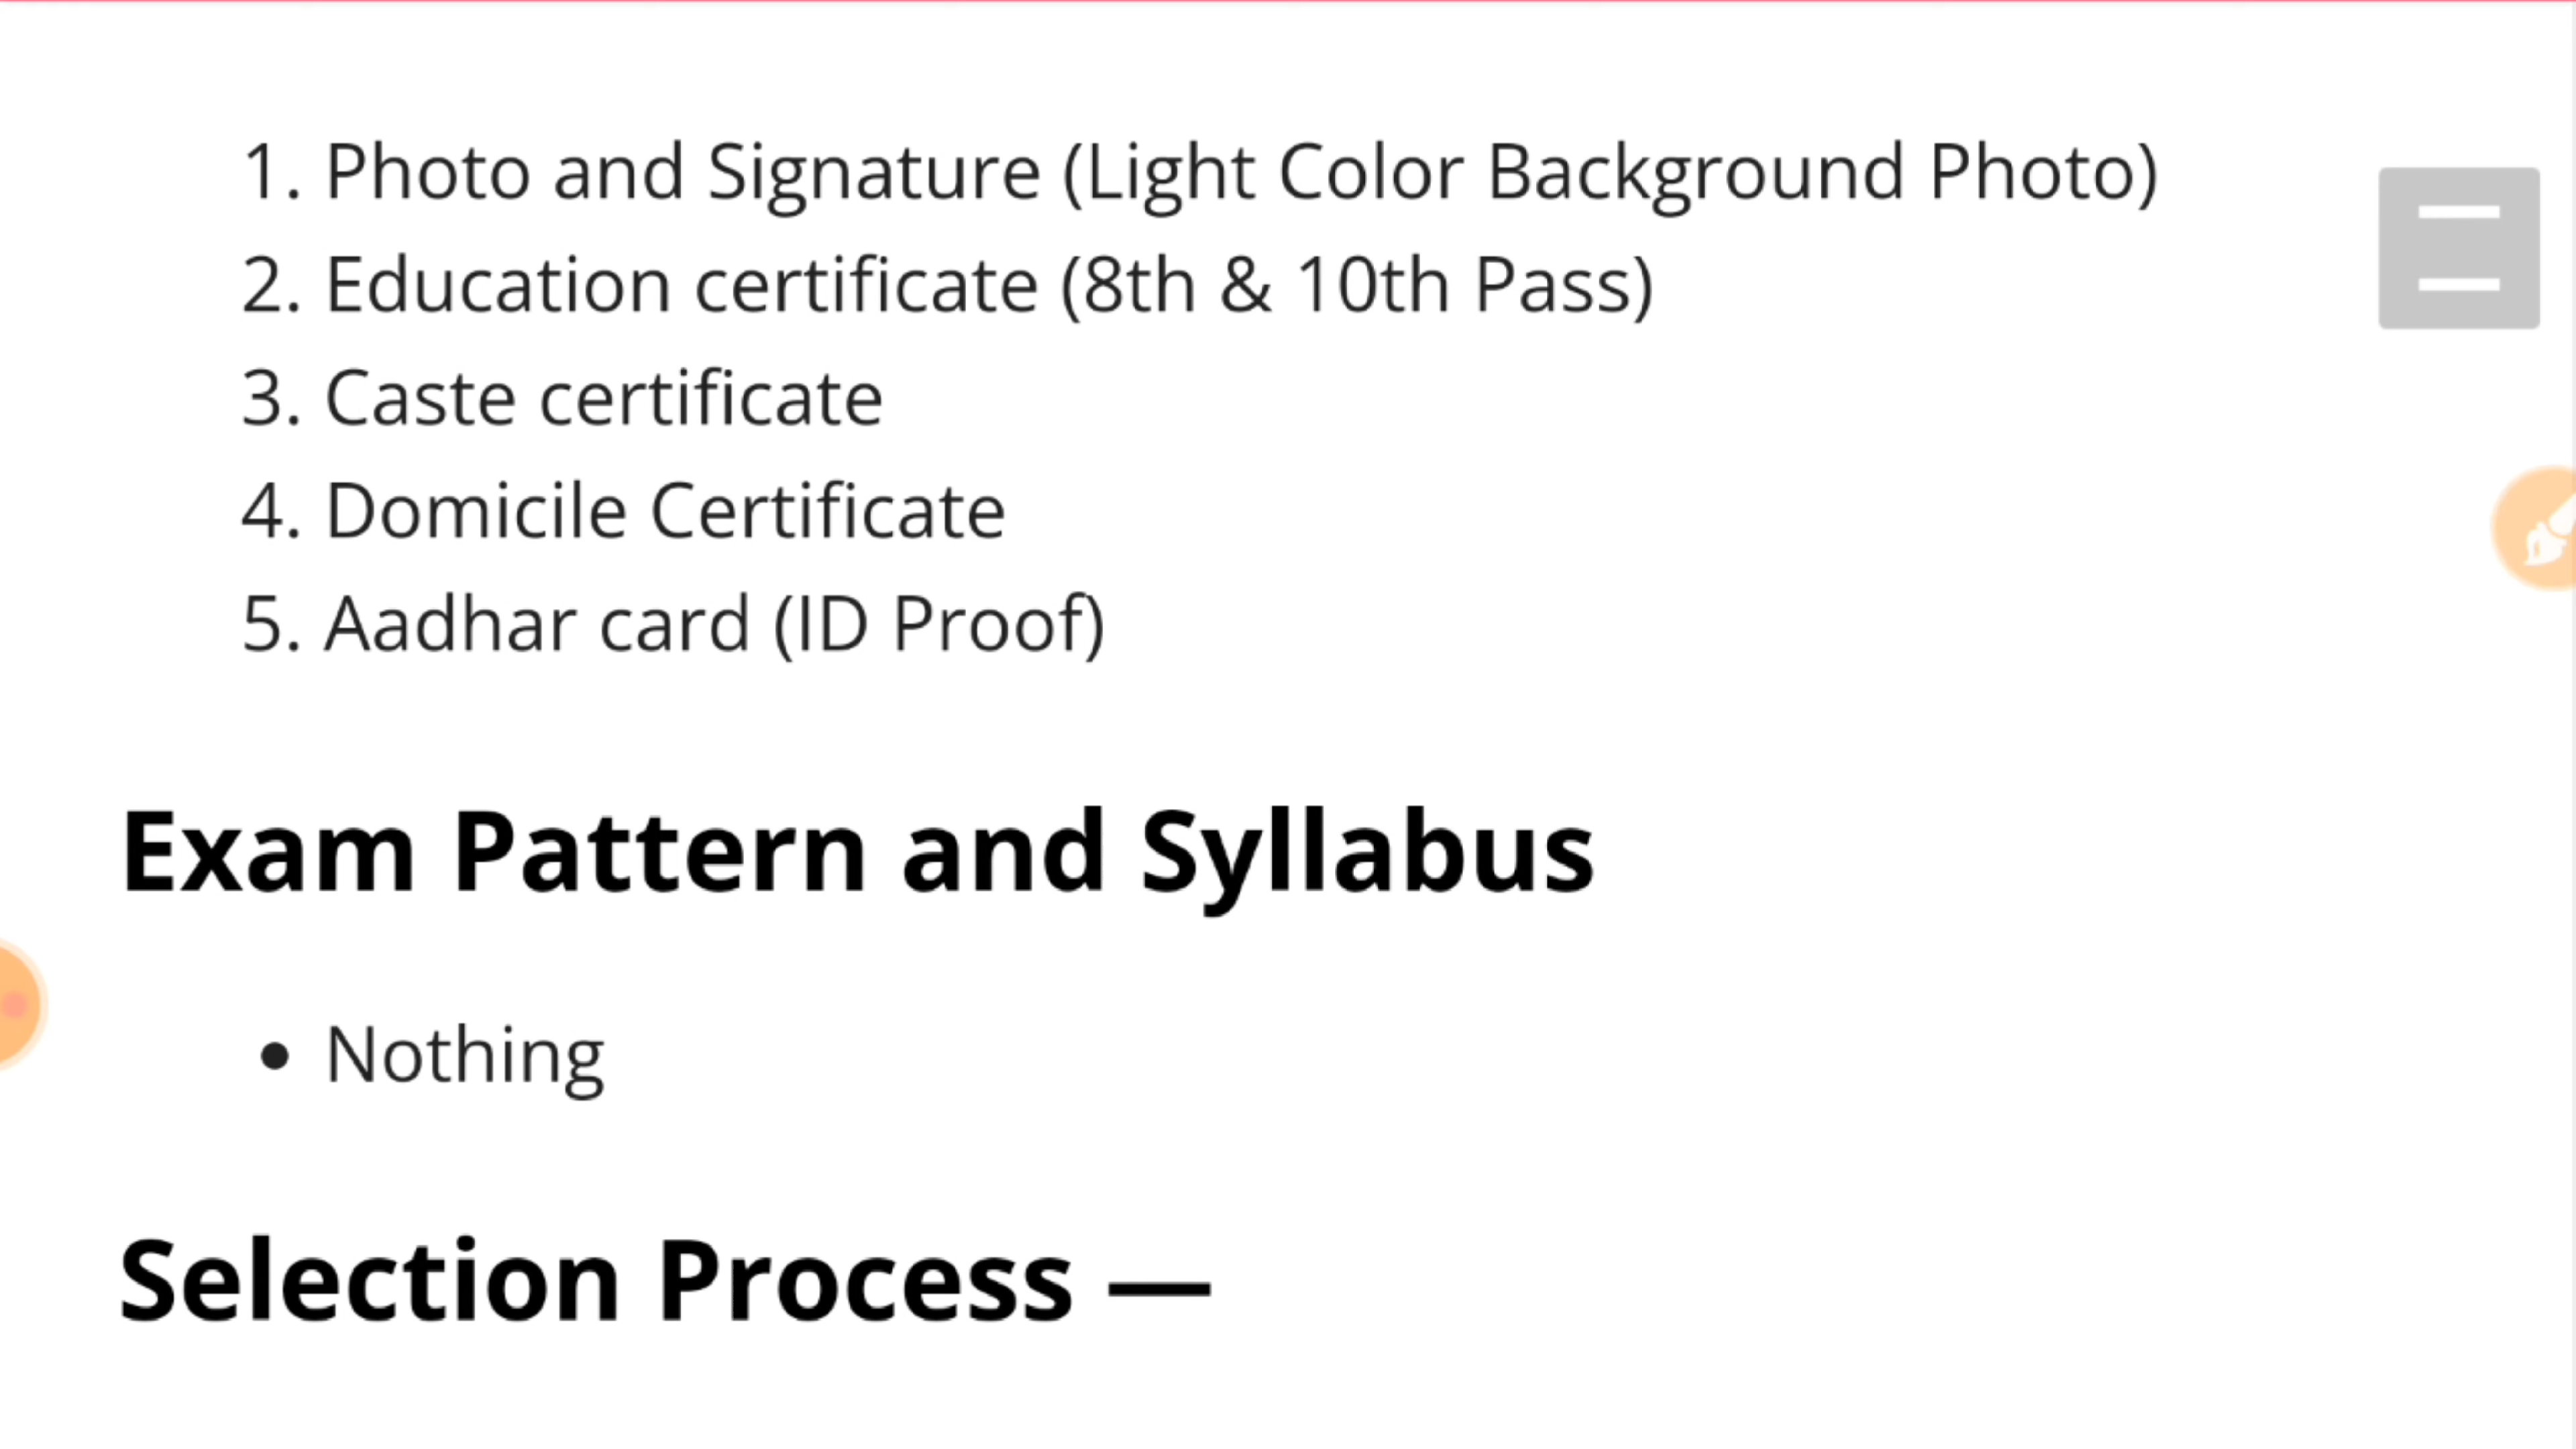 1. Photo and Signature (Light Color Background Photo)
2. Education certificate (8th & 10th Pass)
3. Caste certificate
4. Domicile Certificate
5. Aadhar card (ID Proof)
Exam Pattern and Syllabus
• Nothing
Selection Process —